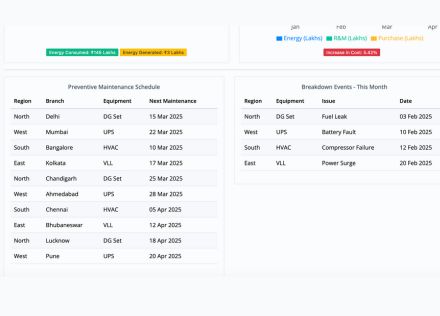 Jan Feb Mar Apr
Energy (Lakhs) R&M (Lakhs) Purchase (Lakhs)
Energy Consumed: ₹149 Lakhs Energy Generated: ₹3 Lakhs
Increase in Cost: 5.42%
Preventive Maintenance Schedule
Region Branch Equipment Next Maintenance
North Delhi DG Set 15 Mar 2025
West Mumbai UPS 22 Mar 2025
South Bangalore HVAC 10 Mar 2025
East Kolkata VLL 17 Mar 2025
North Chandigarh DG Set 25 Mar 2025
West Ahmedabad UPS 28 Mar 2025
South Chennai HVAC 05 Apr 2025
East Bhubaneswar VLL 12 Apr 2025
North Lucknow DG Set 18 Apr 2025
West Pune UPS 20 Apr 2025
Breakdown Events - This Month
Region Equipment Issue Date
North DG Set Fuel Leak 03 Feb 2025
West UPS Battery Fault 10 Feb 2025
South HVAC Compressor Failure 12 Feb 2025
East VLL Power Surge 20 Feb 2025